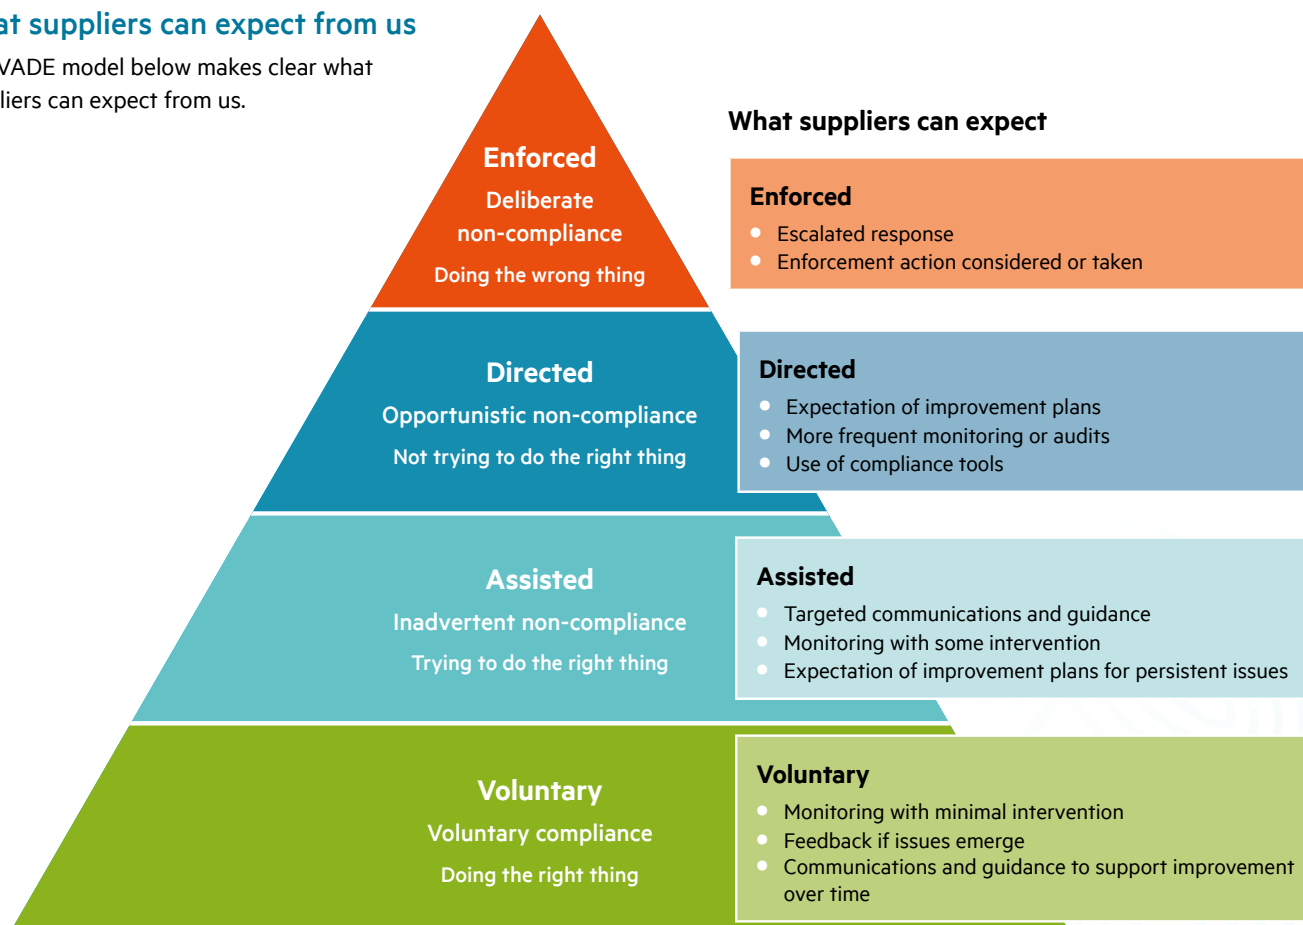 at suppliers can expect from us
VADE model below makes clear what
liers can expect from us.
Enforced
Deliberate
non-compliance
Doing the wrong thing
Directed
Opportunistic non-compliance
Not trying to do the right thing
Assisted
Inadvertent non-compliance
Trying to do the right thing
Voluntary
Voluntary compliance
Doing the right thing
What suppliers can expect
Enforced
• Escalated response
• Enforcement action considered or taken
Directed
• Expectation of improvement plans
• More frequent monitoring or audits
• Use of compliance tools
Assisted
• Targeted communications and guidance
• Monitoring with some intervention
• Expectation of improvement plans for persistent issues
Voluntary
• Monitoring with minimal intervention
• Feedback if issues emerge
• Communications and guidance to support improvement
over time